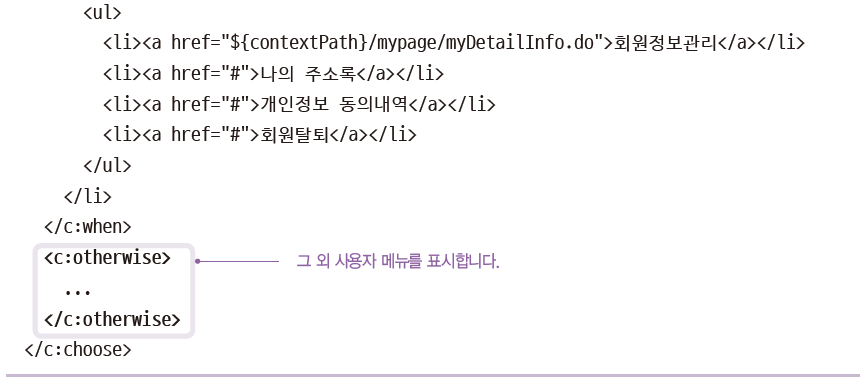 <ul>
<li><a href="${contextPath}/mypage/myDetailInfo.do">회원정보관리</a></li>
<li><a href="#">나의 주소록</a></li>
<li><a href="#">개인정보 동의내역</a></li>
<li><a href="#">회원탈퇴</a></li>
</ul>
</li>
</c:when>
<c:otherwise> 그 외 사용자 메뉴를 표시합니다.
...
</c:otherwise>
</c:choose>